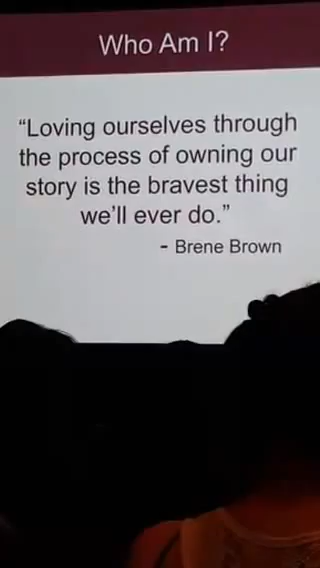 Who Am I?
“Loving ourselves through
the process of owning our
story is the bravest thing
we’ll ever do.”
- Brene Brown